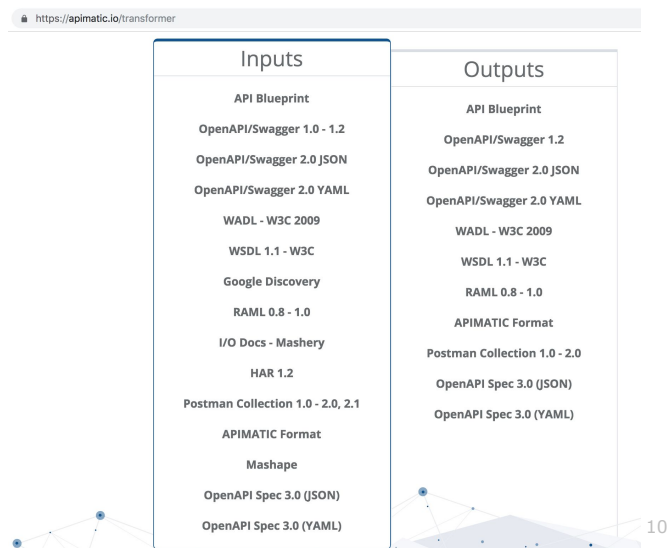 https://apimatic.io/transformer
Inputs
API Blueprint
OpenAPI/Swagger 1.0 - 1.2
OpenAPI/Swagger 2.0 JSON
OpenAPI/Swagger 2.0 YAML
WADL - W3C 2009
WSDL 1.1 - W3C
Google Discovery
RAML 0.8 - 1.0
I/O Docs - Mashery
HAR 1.2
Postman Collection 1.0 - 2.0, 2.1
APIMATIC Format
Mashape
OpenAPI Spec 3.0 (JSON)
OpenAPI Spec 3.0 (YAML)
Outputs
API Blueprint
OpenAPI/Swagger 1.2
OpenAPI/Swagger 2.0 JSON
OpenAPI/Swagger 2.0 YAML
WADL - W3C 2009
WSDL 1.1 - W3C
RAML 0.8 - 1.0
APIMATIC Format
Postman Collection 1.0 - 2.0
OpenAPI Spec 3.0 (JSON)
OpenAPI Spec 3.0 (YAML)
10